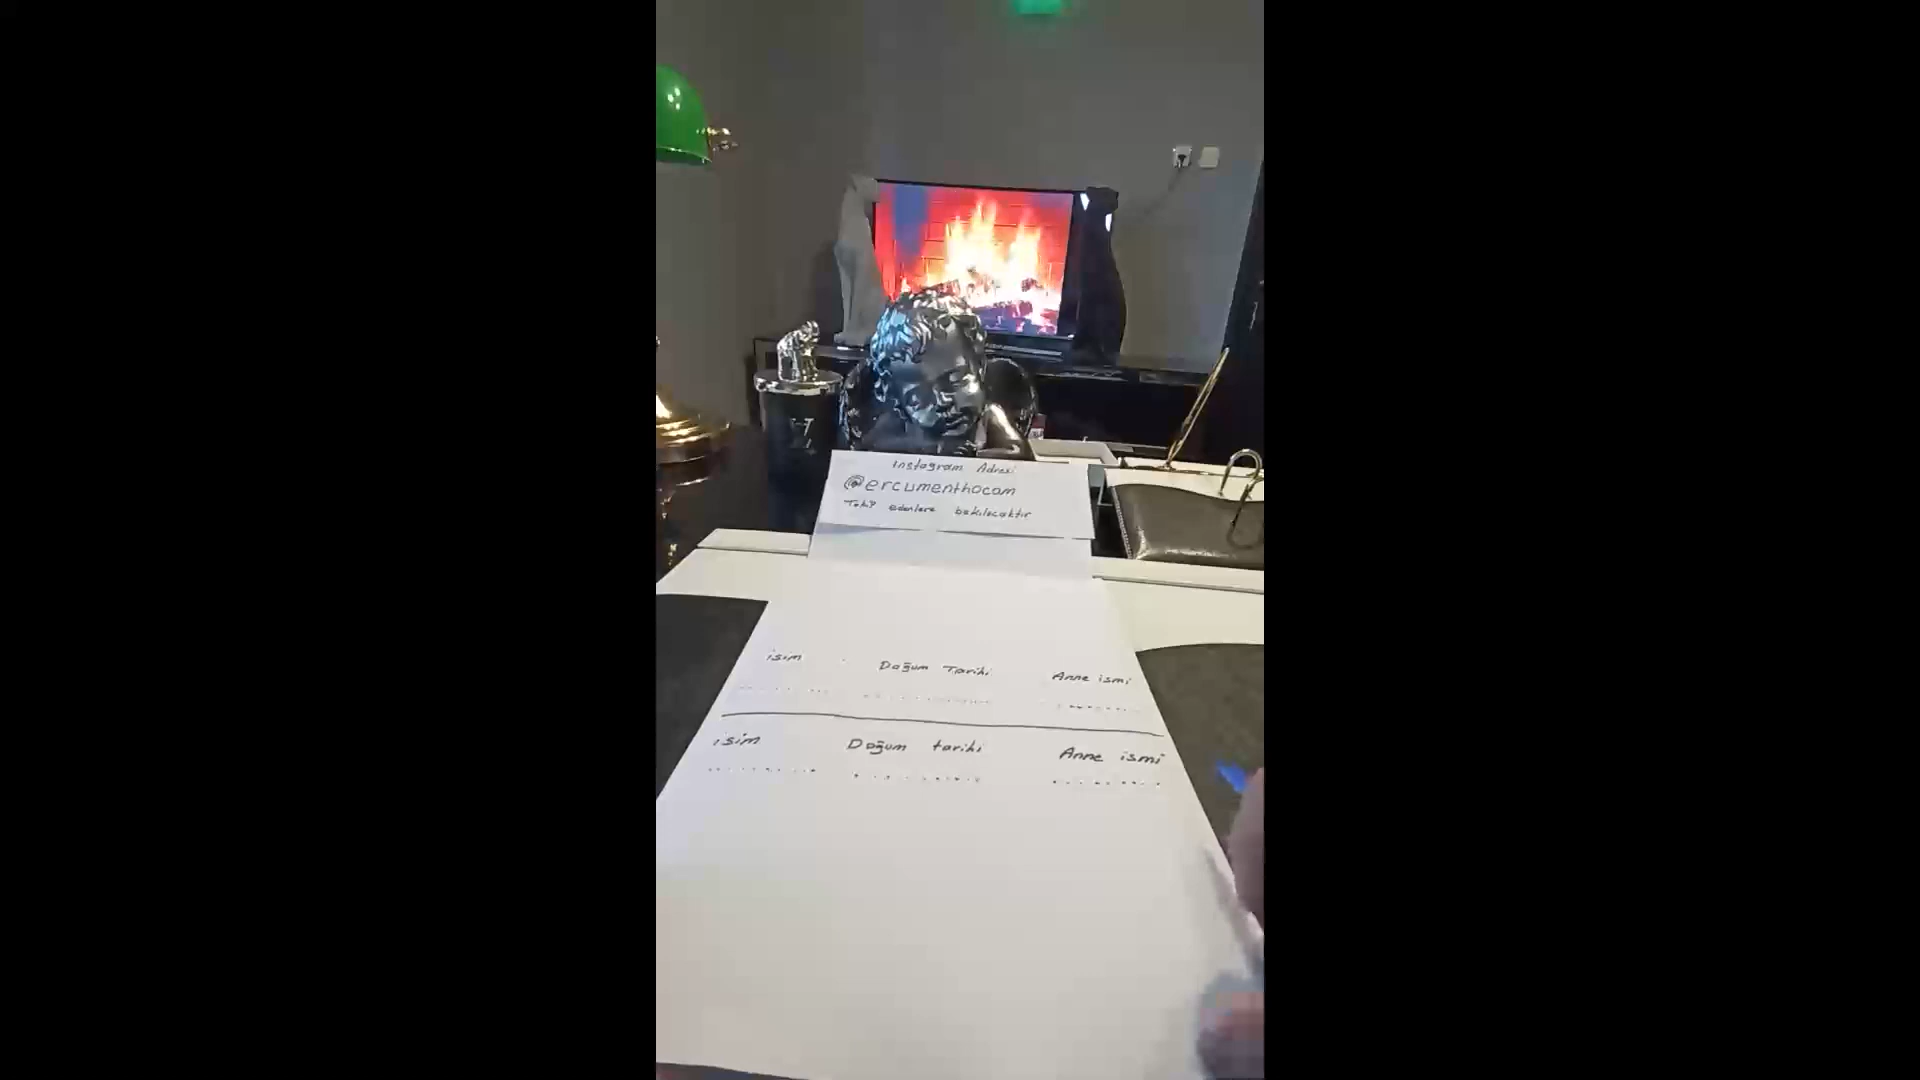 instagram Adresi
@ercumenthocam
Takip edenlere bakılacaktır
isim Doğum Tarihi Anne ismi
isim Doğum tarihi Anne ismi